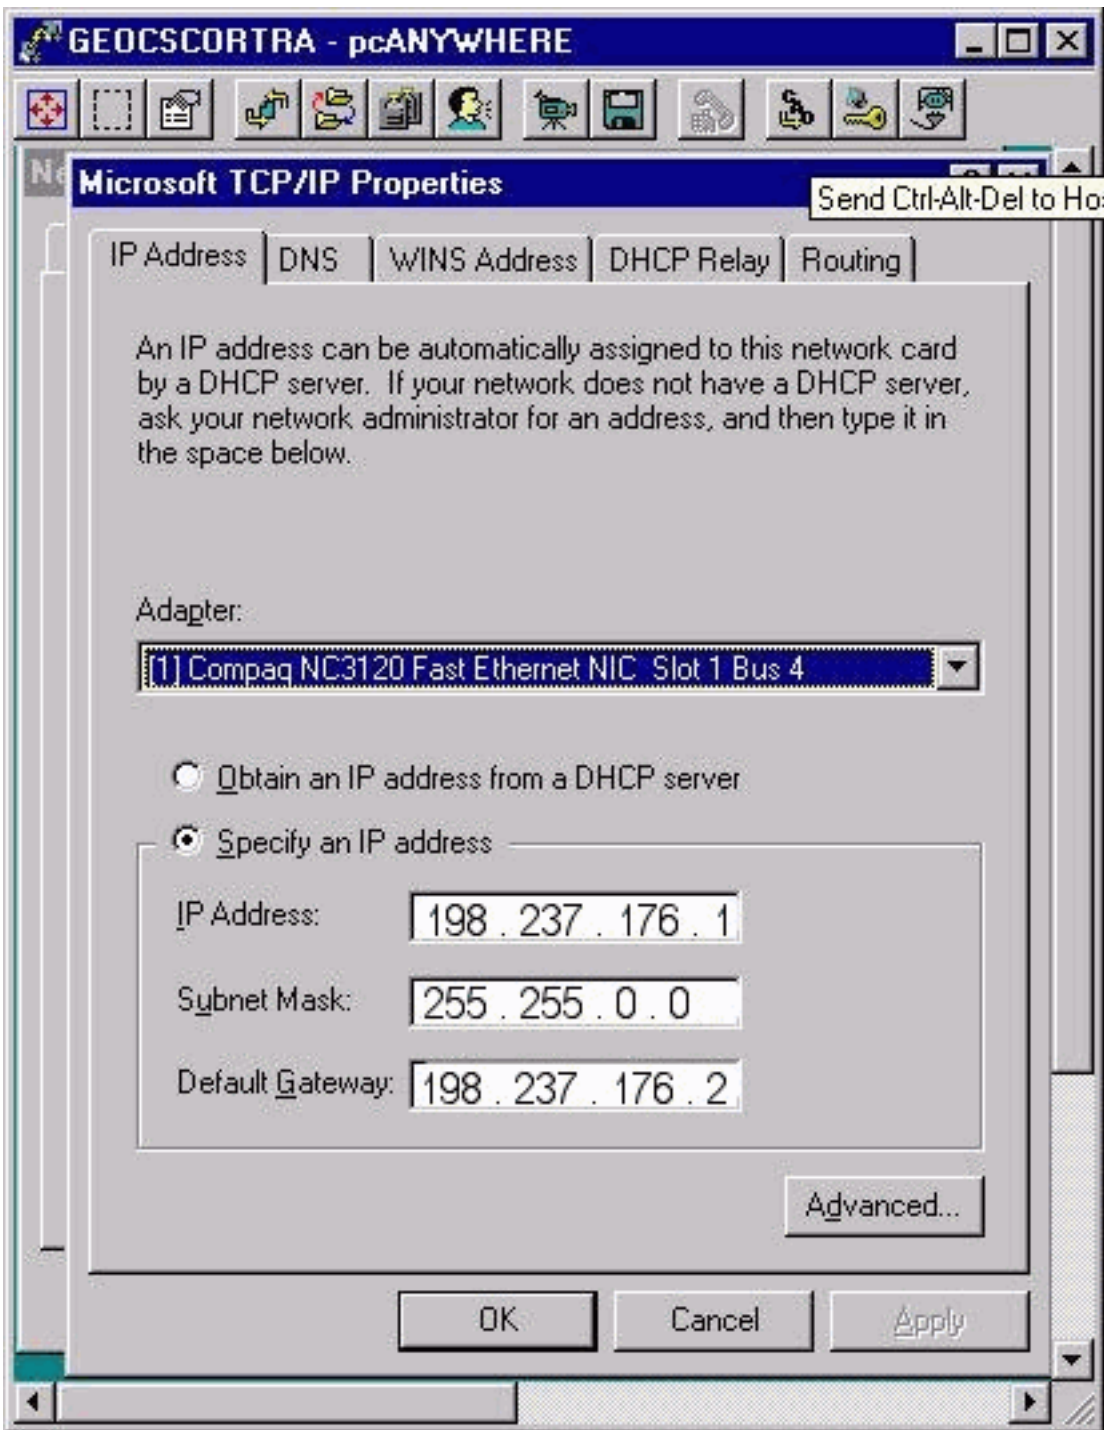 GEOCSCORTRA - pcANYWHERE
Microsoft TCP/IP Properties
Send Ctrl-Alt-Del to
IP Address DNS WINS Address DHCP Relay Routing
An IP address can be automatically assigned to this network card
by a DHCP server. If your network does not have a DHCP server,
ask your network administrator for an address, and then type it in
the space below.
Adapter:
[1] Compaq NC3120 Fast Ethernet NIC Slot 1 Bus 4
Obtain an IP address from a DHCP server
Specify an IP address
IP Address: 198 . 237 . 176 . 1
Subnet Mask: 255 . 255 . 0 . 0
Default Gateway: 198 . 237 . 176 . 2
Advanced...
OK Cancel Apply